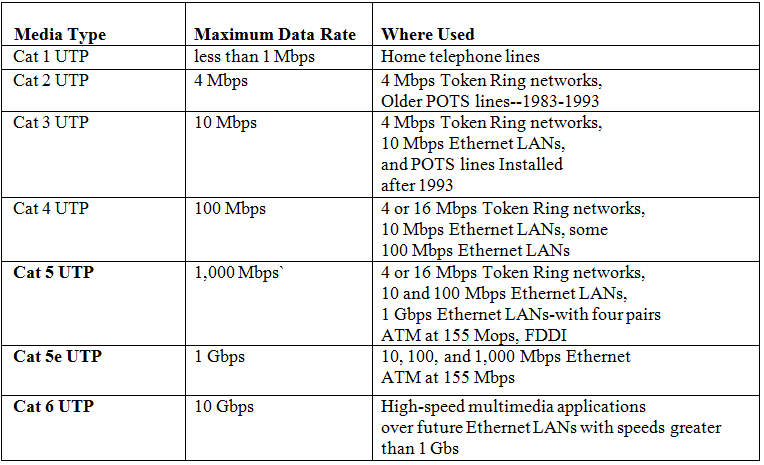 Media Type Maximum Data Rate Where Used
Cat 1 UTP less than 1 Mbps Home telephone lines
Cat 2 UTP 4 Mbps 4 Mbps Token Ring networks,
Older POTS lines--1983-1993
Cat 3 UTP 10 Mbps 4 Mbps Token Ring networks,
10 Mbps Ethernet LANs,
and POTS lines Installed
after 1993
Cat 4 UTP 100 Mbps 4 or 16 Mbps Token Ring networks,
10 Mbps Ethernet LANs, some
100 Mbps Ethernet LANs
Cat 5 UTP 1,000 Mbps` 4 or 16 Mbps Token Ring networks,
10 and 100 Mbps Ethernet LANs,
1 Gbps Ethernet LANs-with four pairs
ATM at 155 Mops, FDDI
Cat 5e UTP 1 Gbps 10, 100, and 1,000 Mbps Ethernet
ATM at 155 Mbps
Cat 6 UTP 10 Gbps High-speed multimedia applications
over future Ethernet LANs with speeds greater
than 1 Gbs